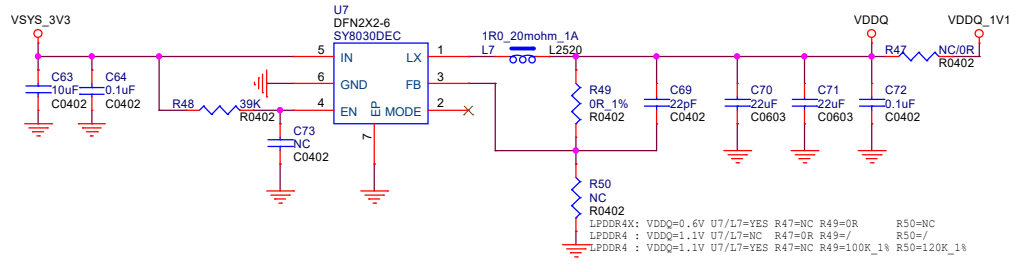 U7
DFN2X2-6
SY8030DEC
VSYS_3V3
VDDQ
VDDQ_1V1
1R0_20mohm_1A
L7
L2520
R47
NC/0R
R0402
5
IN
LX
1
6
GND
FB
3
4
EN
EP
MODE
2
7
C63
10uF
C0402
C64
0.1uF
C0402
R48
39K
R0402
C73
NC
C0402
R49
0R_1%
R0402
C69
22pF
C0402
C70
22uF
C0603
C71
22uF
C0603
C72
0.1uF
C0402
R50
NC
R0402
LPDDR4X: VDDQ=0.6V U7/L7=YES R47=NC R49=0R R50=NC
LPDDR4 : VDDQ=1.1V U7/L7=NC R47=0R R49=/ R50=/
LPDDR4 : VDDQ=1.1V U7/L7=YES R47=NC R49=100K_1% R50=120K_1%